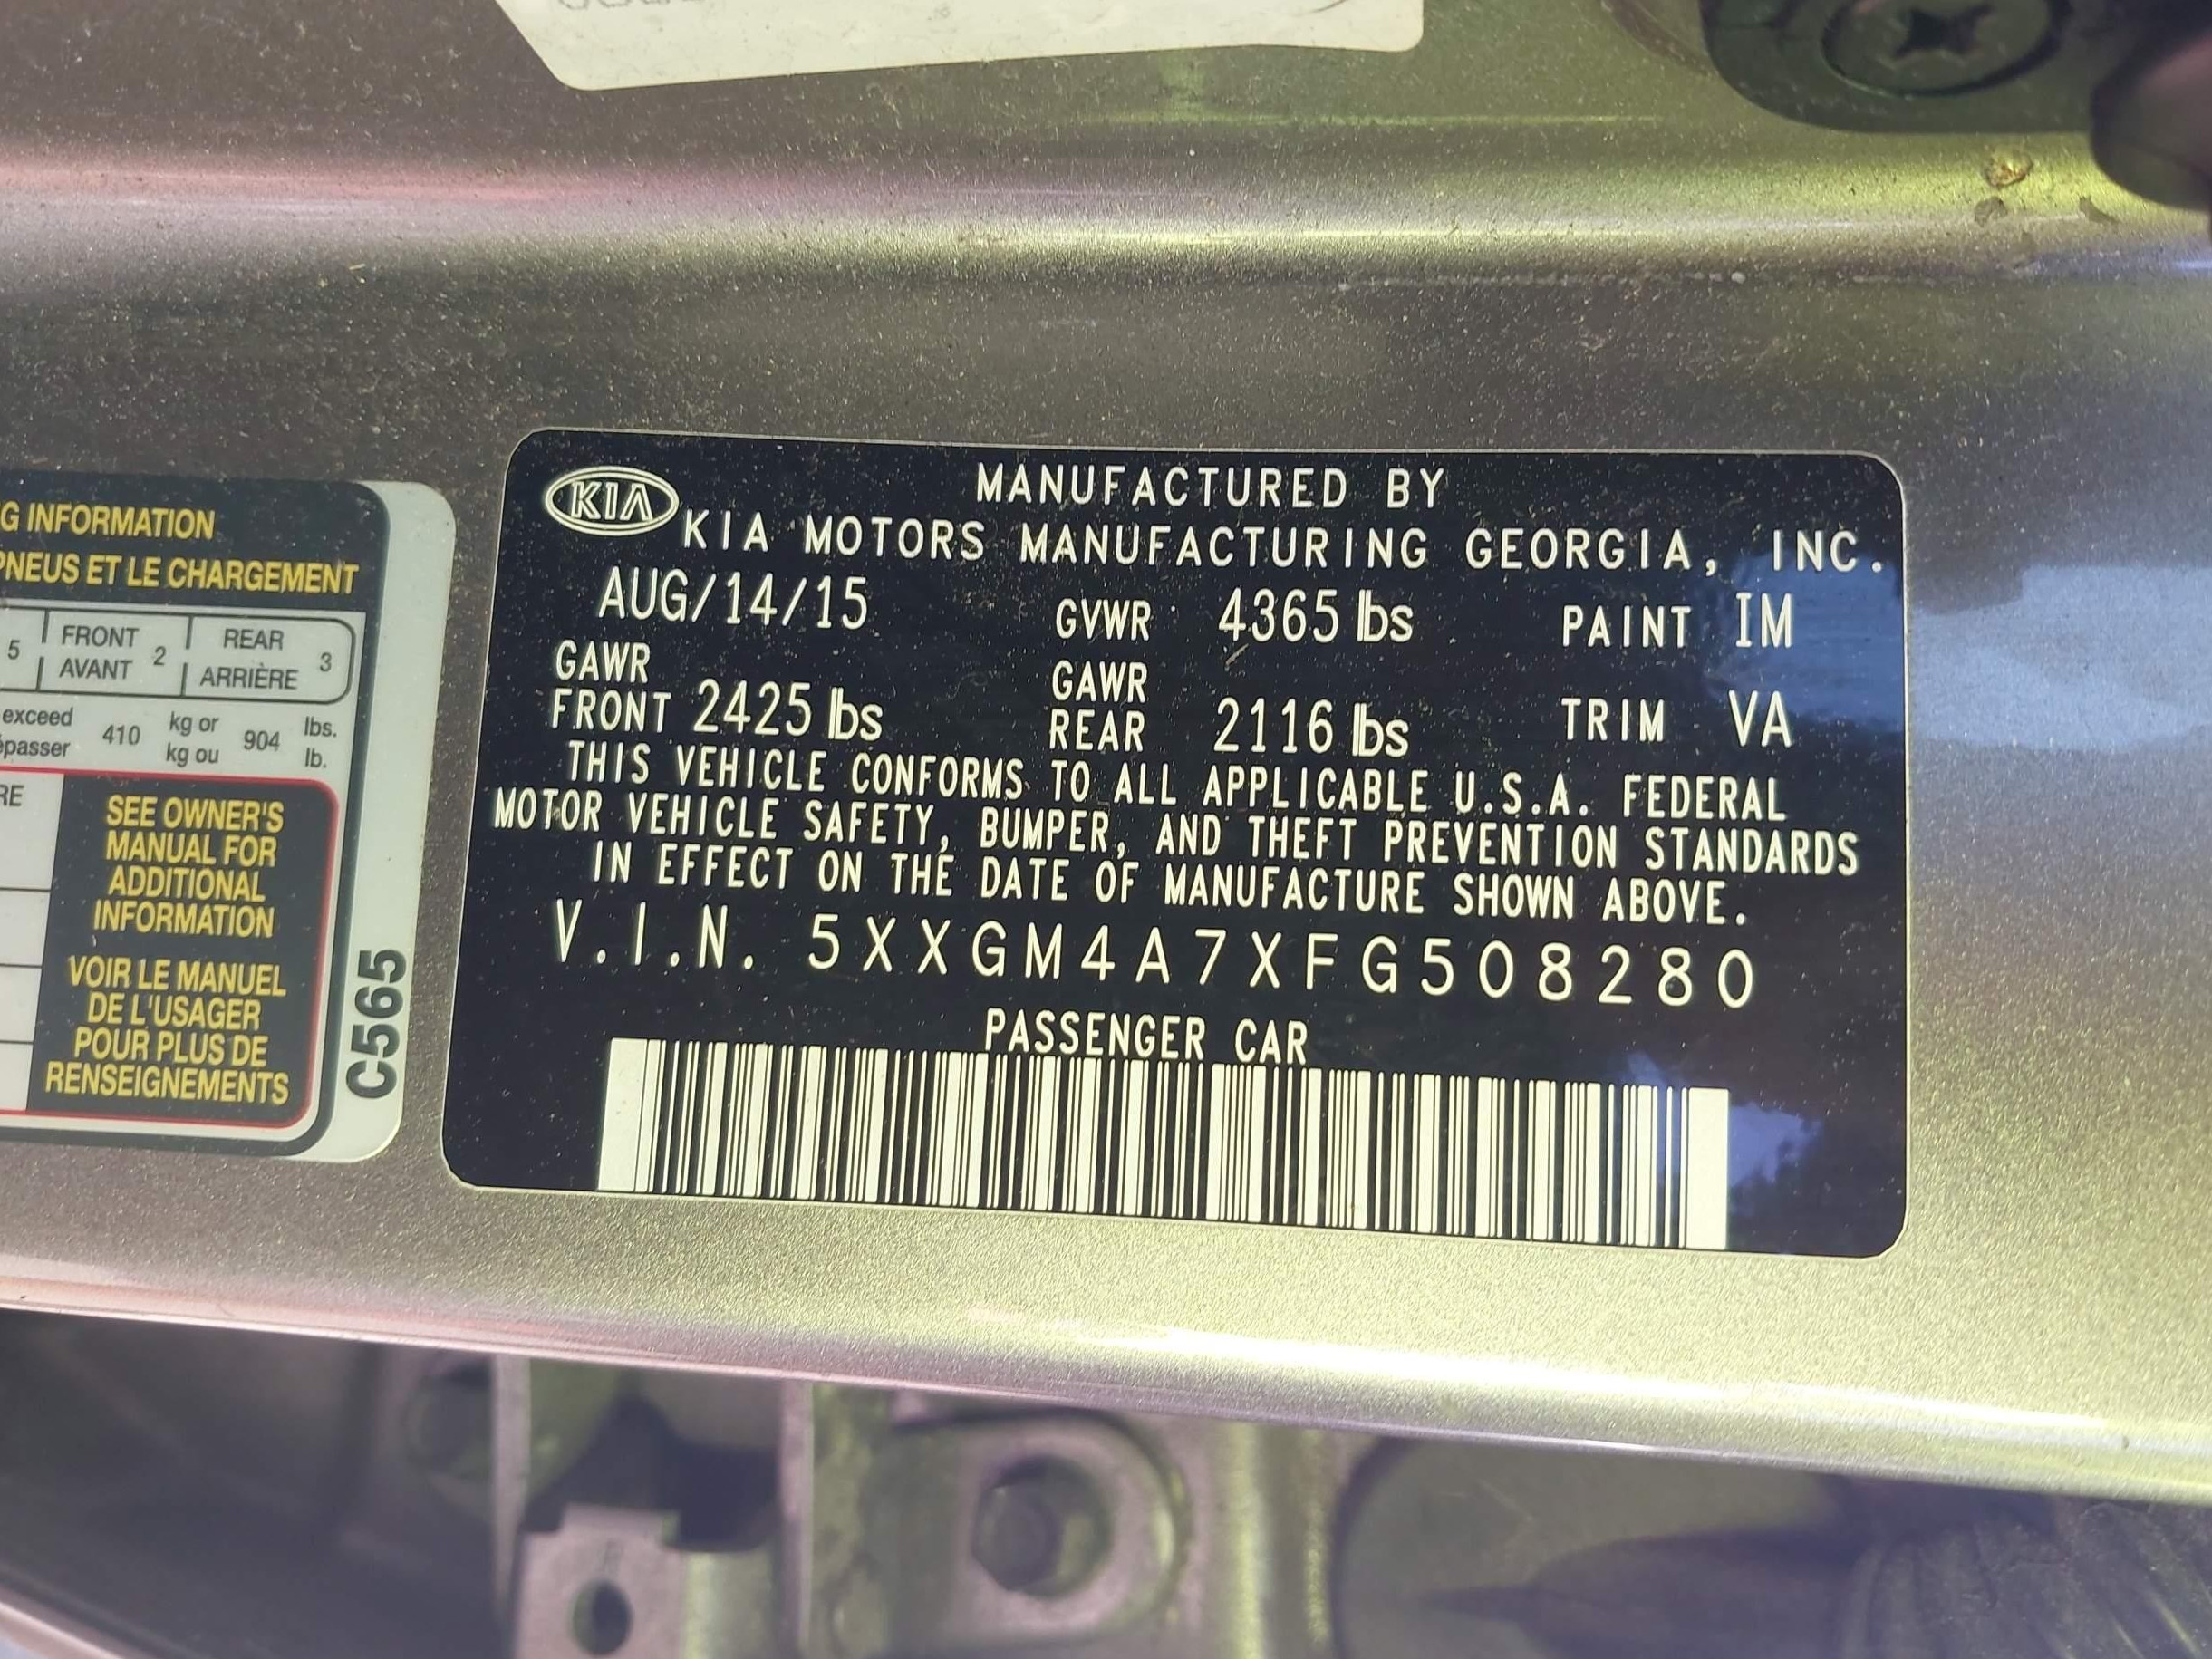 G INFORMATION
PNEUS ET LE CHARGEMENT
5 FRONT 2 REAR 3
AVANT ARRIÈRE
exceed 410 kg or 904 lbs.
épasser kg ou lb.
RE
SEE OWNER'S
MANUAL FOR
ADDITIONAL
INFORMATION
VOIR LE MANUEL
DE L'USAGER
POUR PLUS DE
RENSEIGNEMENTS
C565
KIA
MANUFACTURED BY
KIA MOTORS MANUFACTURING GEORGIA, INC.
AUG/14/15 GVWR 4365 lbs PAINT IM
GAWR GAWR
FRONT 2425 lbs REAR 2116 lbs TRIM VA
THIS VEHICLE CONFORMS TO ALL APPLICABLE U.S.A. FEDERAL
MOTOR VEHICLE SAFETY, BUMPER, AND THEFT PREVENTION STANDARDS
IN EFFECT ON THE DATE OF MANUFACTURE SHOWN ABOVE.
V.I.N. 5XXGM4A7XFG508280
PASSENGER CAR